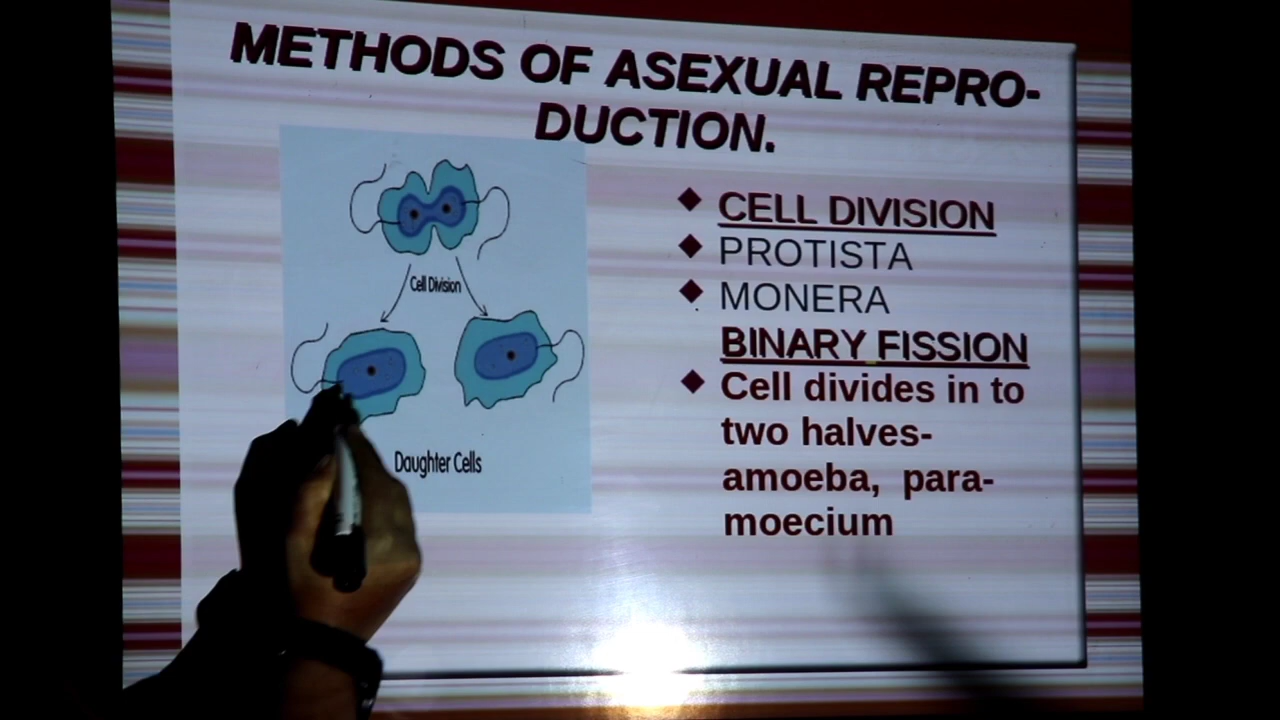 METHODS OF ASEXUAL REPRO-
DUCTION.
Cell Division
Daughter Cells
CELL DIVISION
PROTISTA
MONERA
BINARY FISSION
Cell divides in to
two halves-
amoeba, para-
moecium